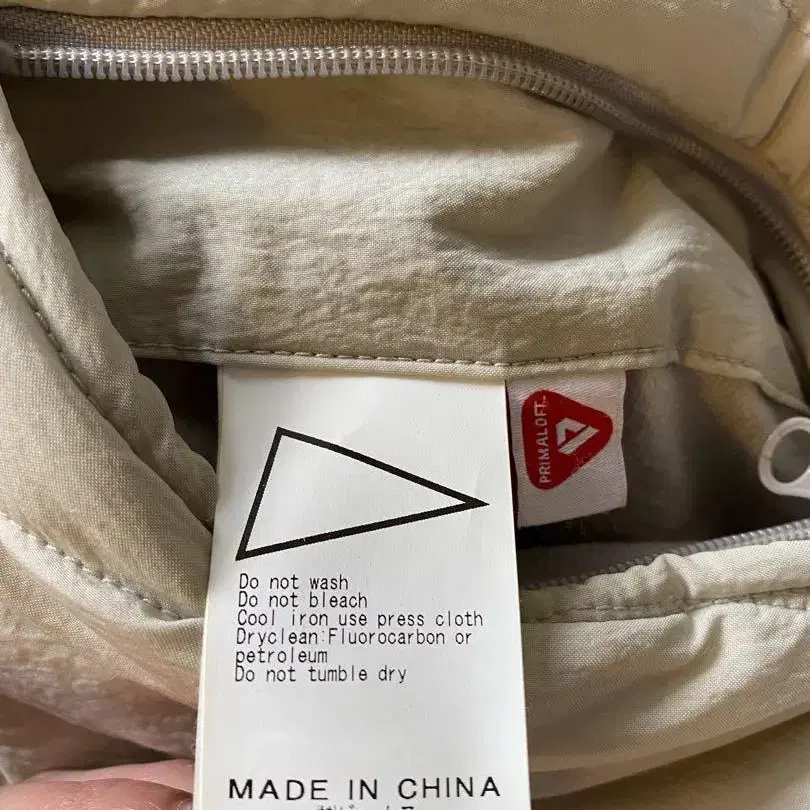 PRIMALOFT
Do not wash
Do not bleach
Cool iron use press cloth
Dryclean:Fluorocarbon or
petroleum
Do not tumble dry
MADE IN CHINA